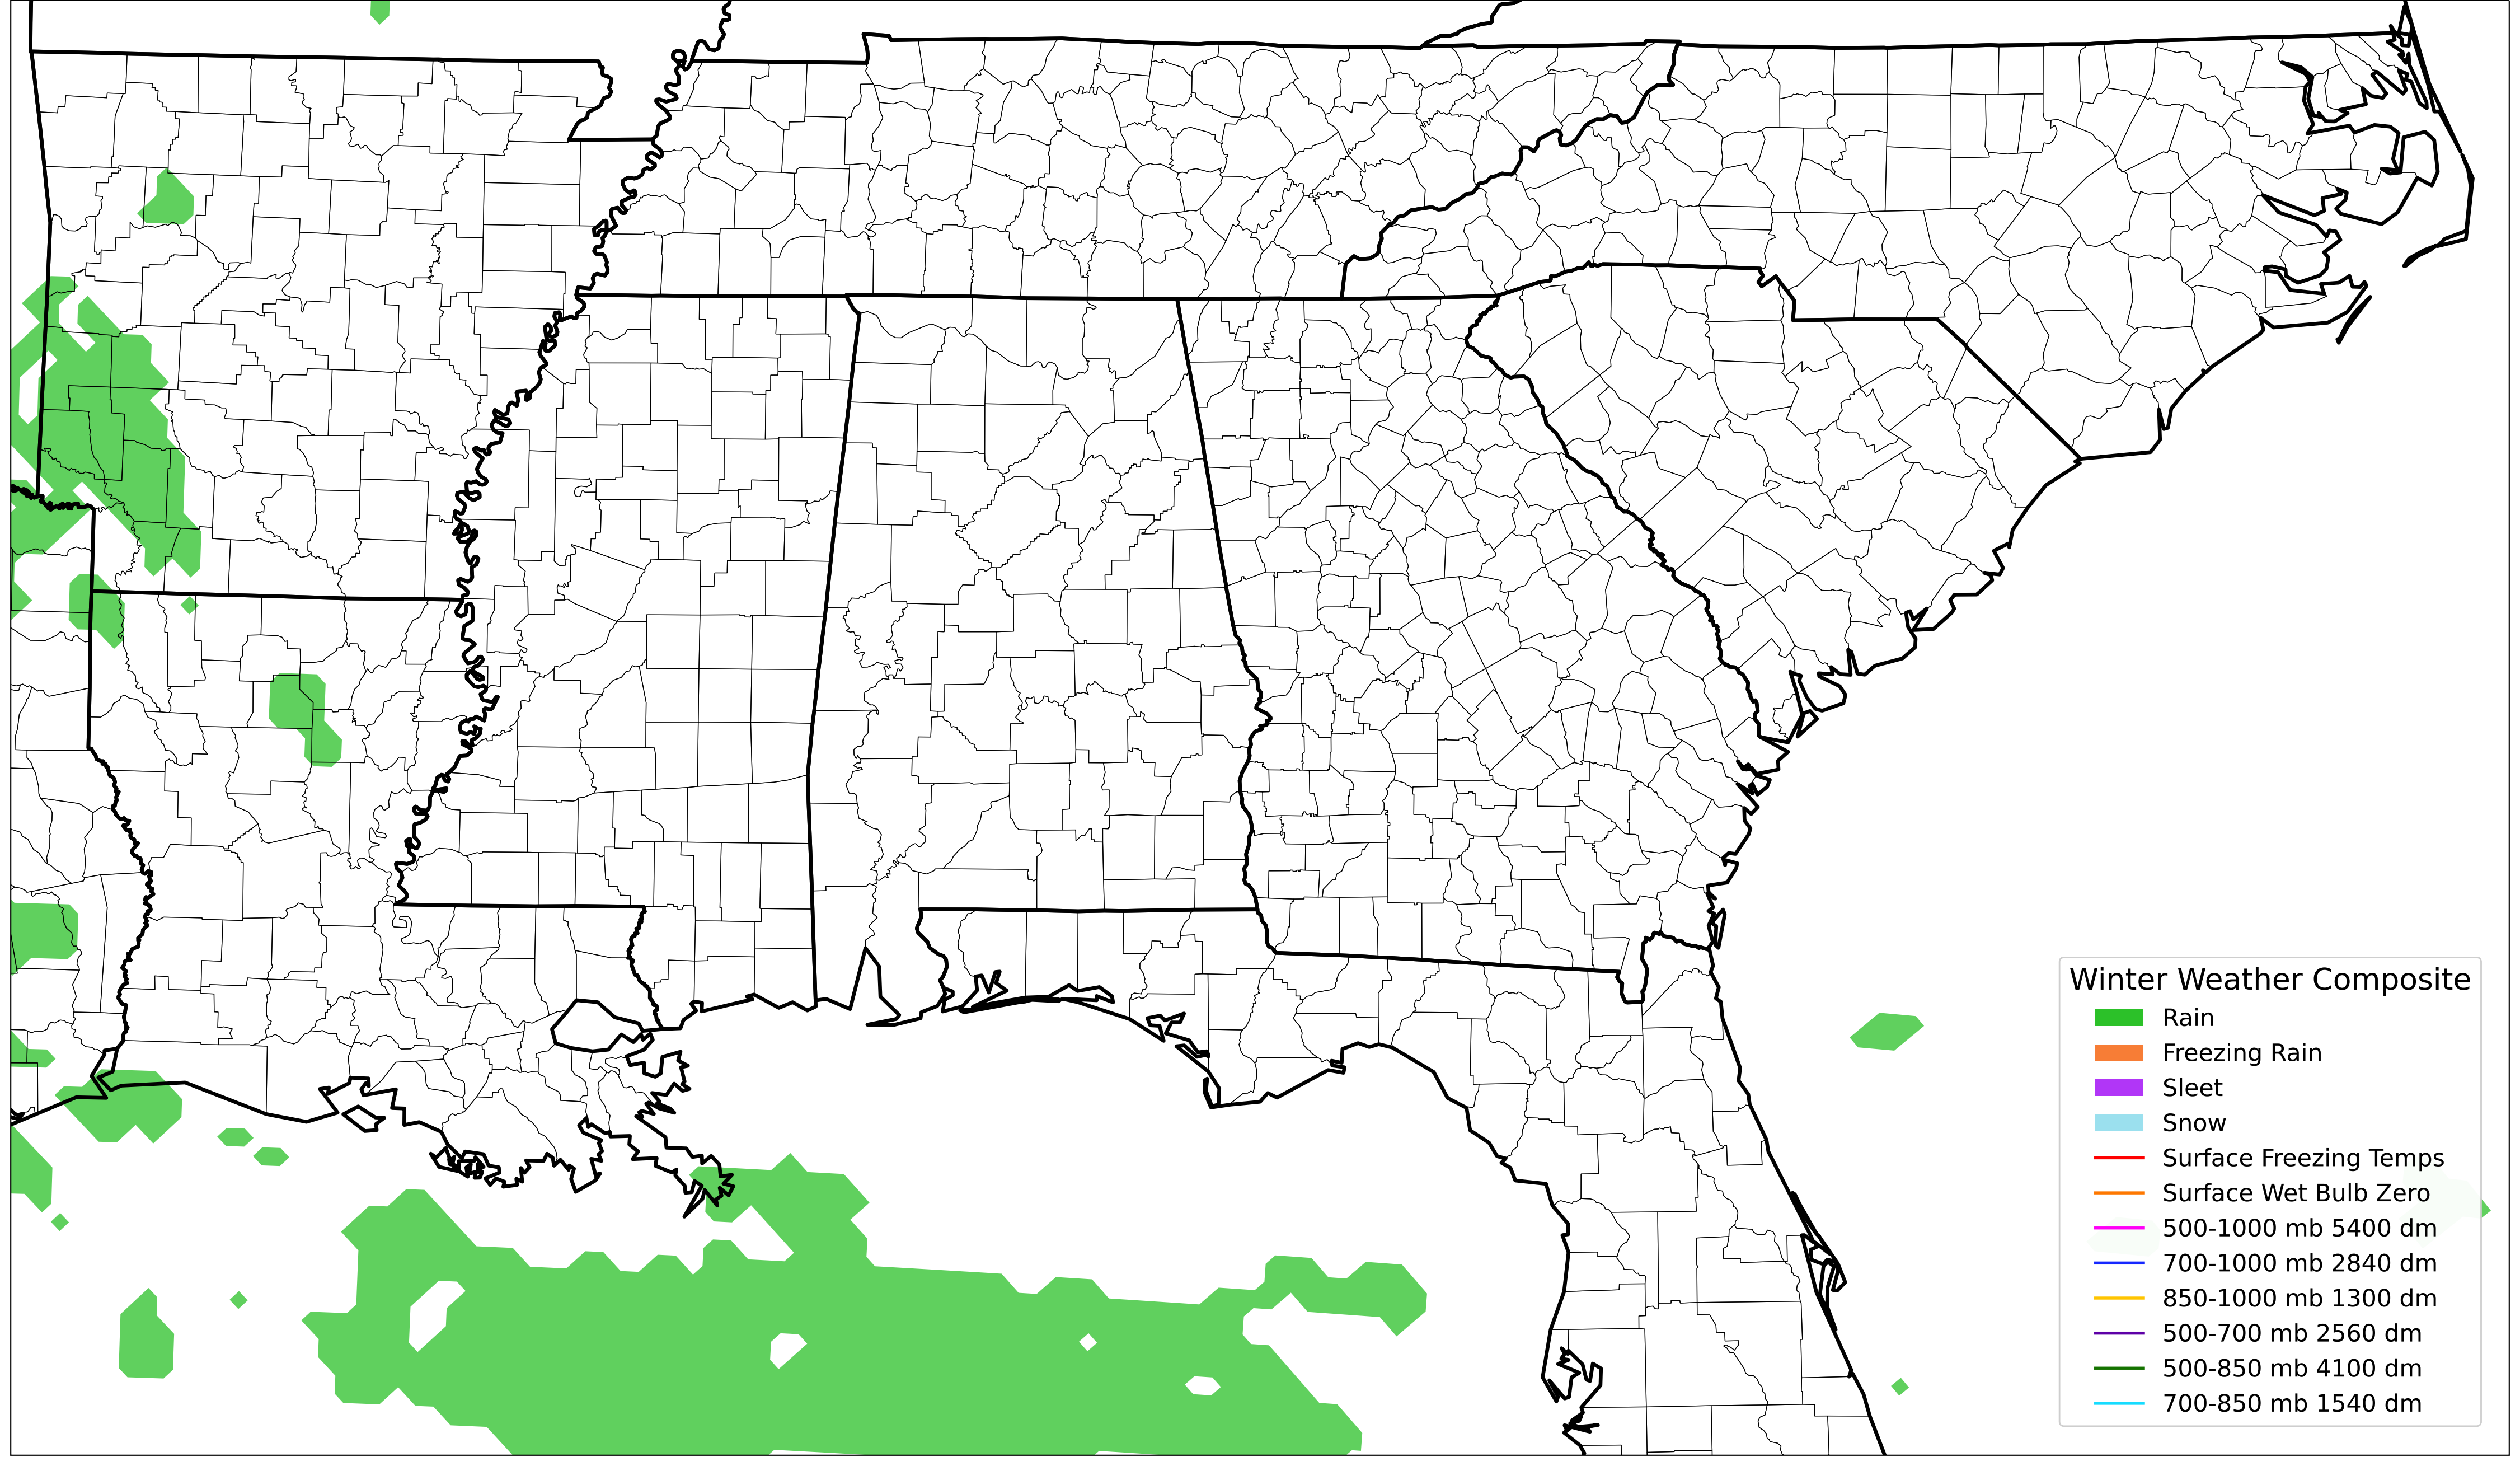 Winter Weather Composite
Rain
Freezing Rain
Sleet
Snow
Surface Freezing Temps
Surface Wet Bulb Zero
500-1000 mb 5400 dm
700-1000 mb 2840 dm
850-1000 mb 1300 dm
500-700 mb 2560 dm
500-850 mb 4100 dm
700-850 mb 1540 dm